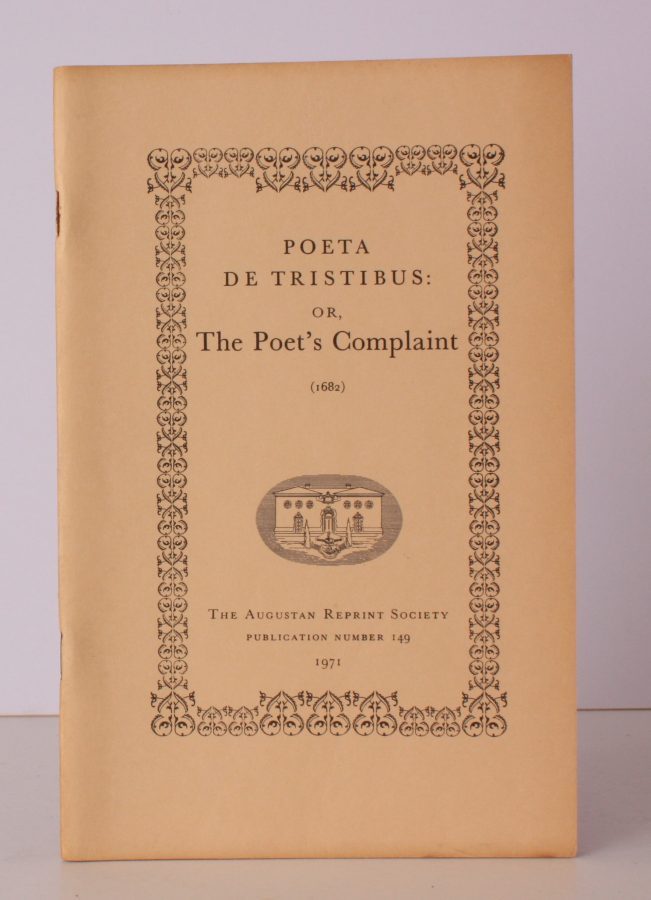 POETA
DE TRISTIBUS:
OR,
The Poet's Complaint
(1682)
The Augustan Reprint Society
PUBLICATION NUMBER 149
1971